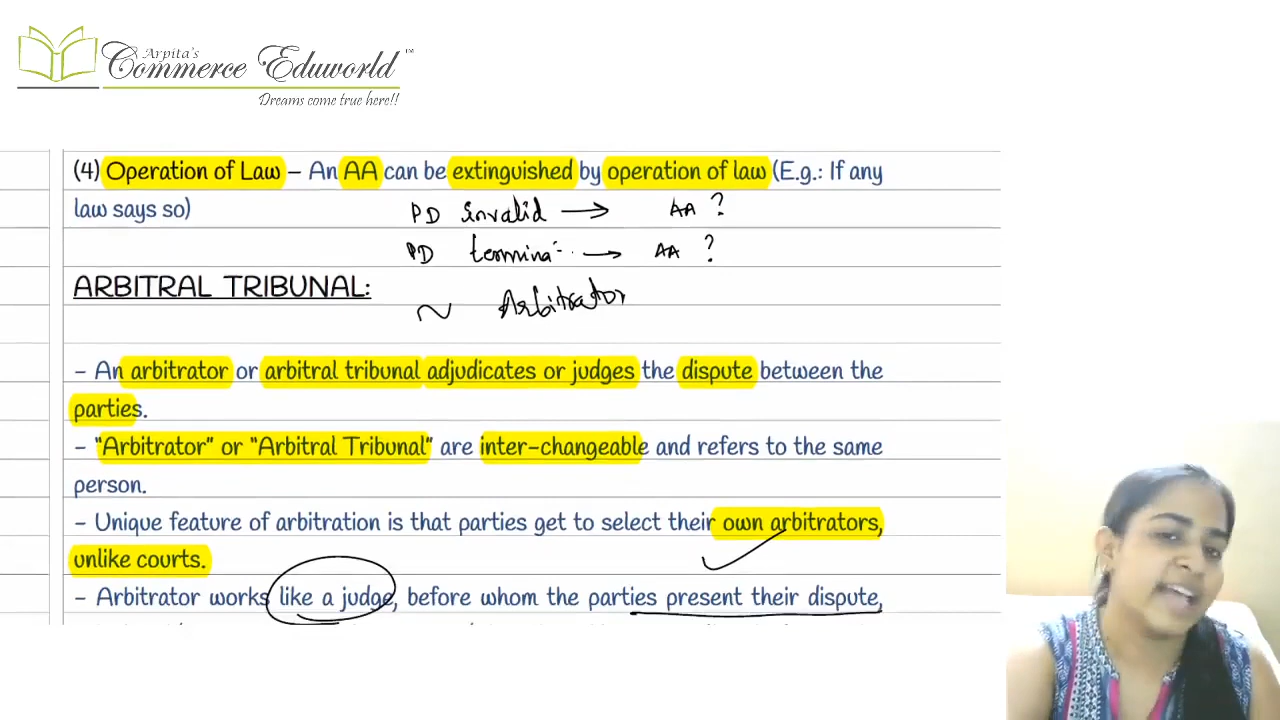 Arpita's
Commerce Eduworld™
Dreams come true here!!
(4) Operation of Law – An AA can be extinguished by operation of law (E.g.: If any
law says so)
PD invalid → AA ?
PD termina → AA ?
ARBITRAL TRIBUNAL:
~ Arbitrator
– An arbitrator or arbitral tribunal adjudicates or judges the dispute between the
parties.
– "Arbitrator" or "Arbitral Tribunal" are inter-changeable and refers to the same
person.
– Unique feature of arbitration is that parties get to select their own arbitrators,
unlike courts.
– Arbitrator works like a judge, before whom the parties present their dispute,